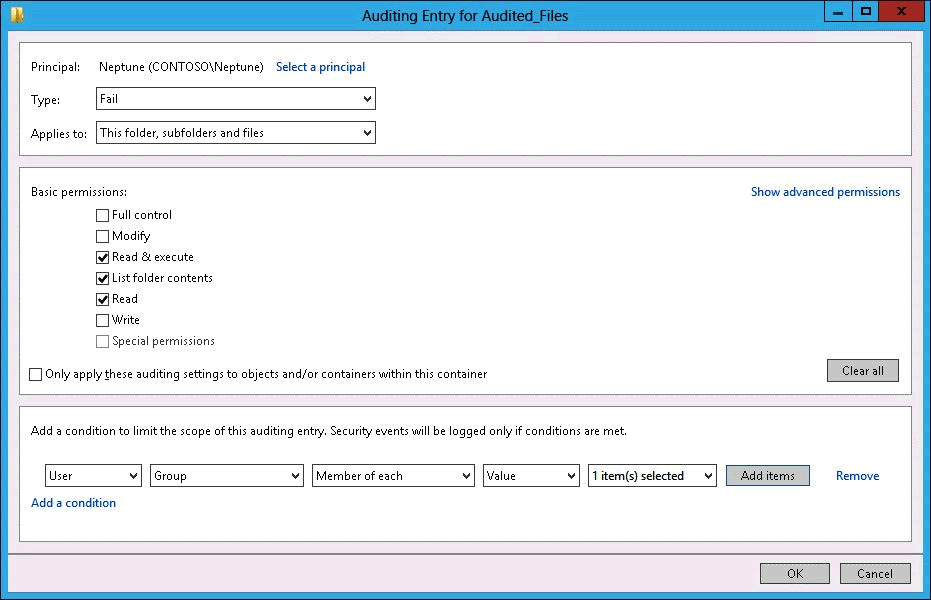 Auditing Entry for Audited_Files
Principal: Neptune (CONTOSO\Neptune) Select a principal
Type: Fail
Applies to: This folder, subfolders and files
Basic permissions: Show advanced permissions
Full control
Modify
Read & execute
List folder contents
Read
Write
Special permissions
Only apply these auditing settings to objects and/or containers within this container Clear all
Add a condition to limit the scope of this auditing entry. Security events will be logged only if conditions are met.
User Group Member of each Value 1 item(s) selected Add items Remove
Add a condition
OK Cancel